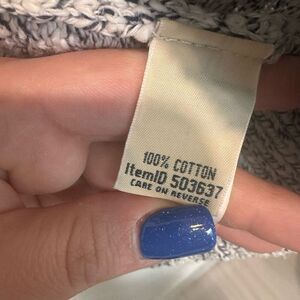 100% COTTON
ItemID 503637
CARE ON REVERSE